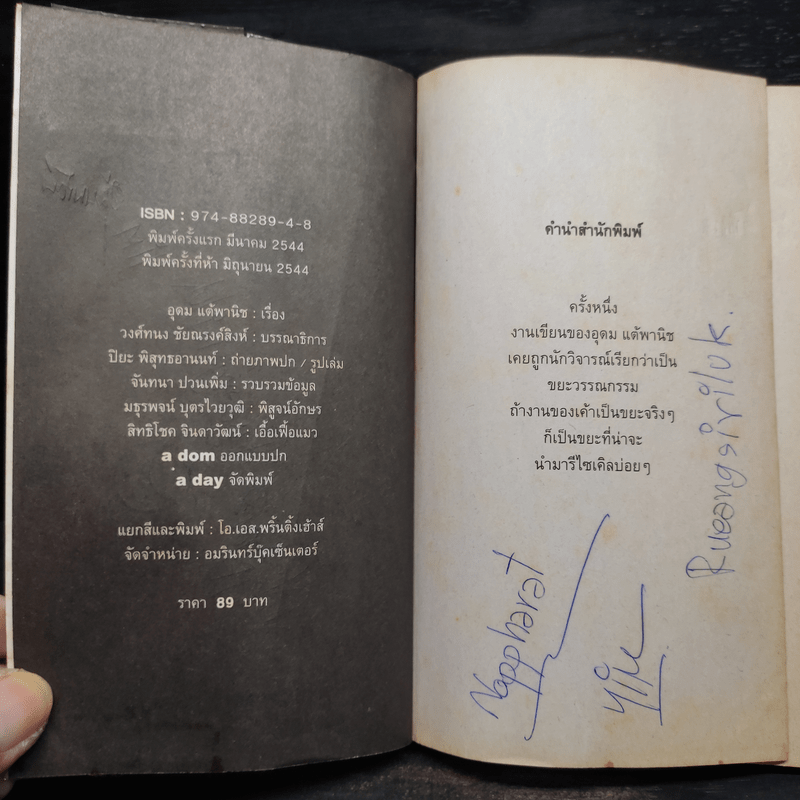 ISBN : 974-88289-4-8
พิมพ์ครั้งแรก มีนาคม 2544
พิมพ์ครั้งที่ห้า มิถุนายน 2544
อุดม แต้พานิช : เรื่อง
วงศ์ทนง ชัยณรงค์สิงห์ : บรรณาธิการ
ปิยะ พิสุทธอานนท์ : ถ่ายภาพปก / รูปเล่ม
จันทนา ปวนเพิ่ม : รวบรวมข้อมูล
มธุรพจน์ บุตรไวยวุฒิ : พิสูจน์อักษร
สิทธิโชค จินดาวัฒน์ : เอื้อเฟื้อแมว
a dom ออกแบบปก
a day จัดพิมพ์
แยกสีและพิมพ์ : โอ.เอส.พริ้นติ้งเฮ้าส์
จัดจำหน่าย : อมรินทร์บุ๊คเซ็นเตอร์
ราคา 89 บาท
คำนำสำนักพิมพ์
ครั้งหนึ่ง
งานเขียนของอุดม แต้พานิช
เคยถูกนักวิจารณ์เรียกว่าเป็น
ขยะวรรณกรรม
ถ้างานของเค้าเป็นขยะจริงๆ
ก็เป็นขยะที่น่าจะ
นำมารีไซเคิลบ่อยๆ
Nappharat
Rueangsiriluk.